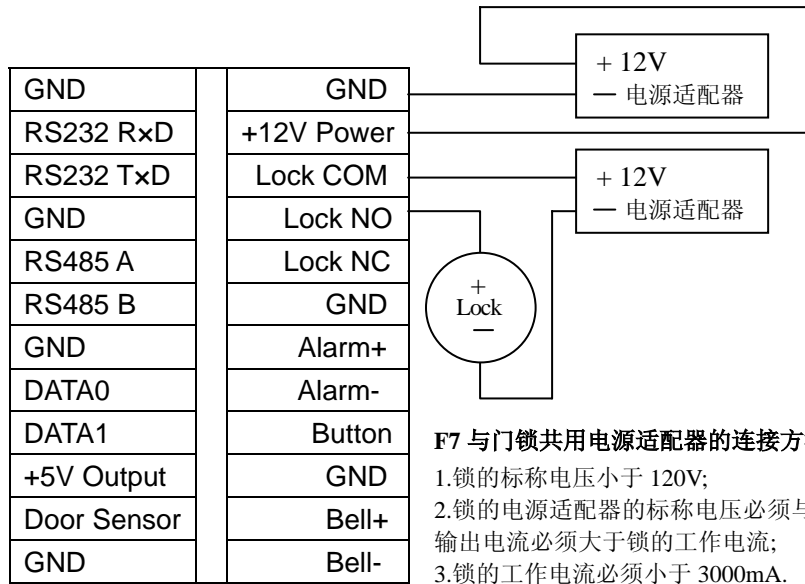 GND
RS232 R×D
RS232 T×D
GND
RS485 A
RS485 B
GND
DATA0
DATA1
+5V Output
Door Sensor
GND
GND
+12V Power
Lock COM
Lock NO
Lock NC
GND
Alarm+
Alarm-
Button
GND
Bell+
Bell-
+ 12V
— 电源适配器
+ 12V
— 电源适配器
+
Lock
—
F7 与门锁共用电源适配器的连接方
1.锁的标称电压小于 120V;
2.锁的电源适配器的标称电压必须与
输出电流必须大于锁的工作电流;
3.锁的工作电流必须小于 3000mA.